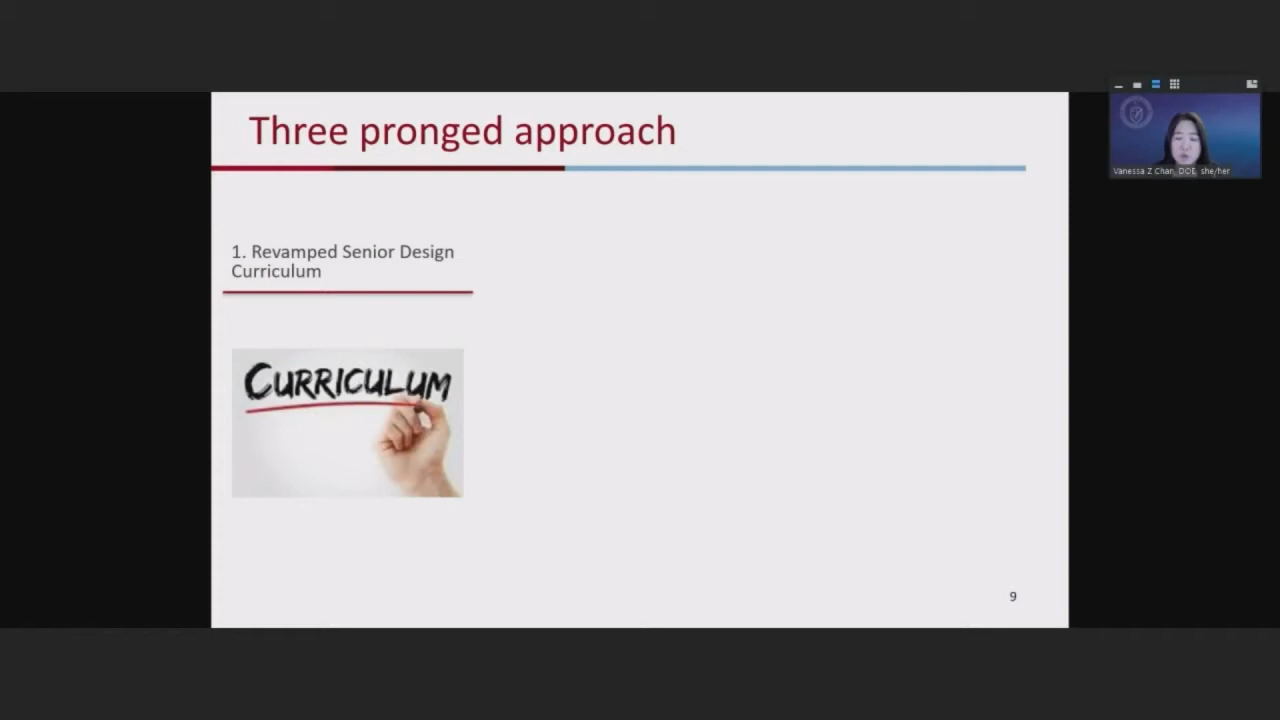 Three pronged approach
Vanessa Z Chan, DOE, she/her
1. Revamped Senior Design
Curriculum
CURRICULUM
9